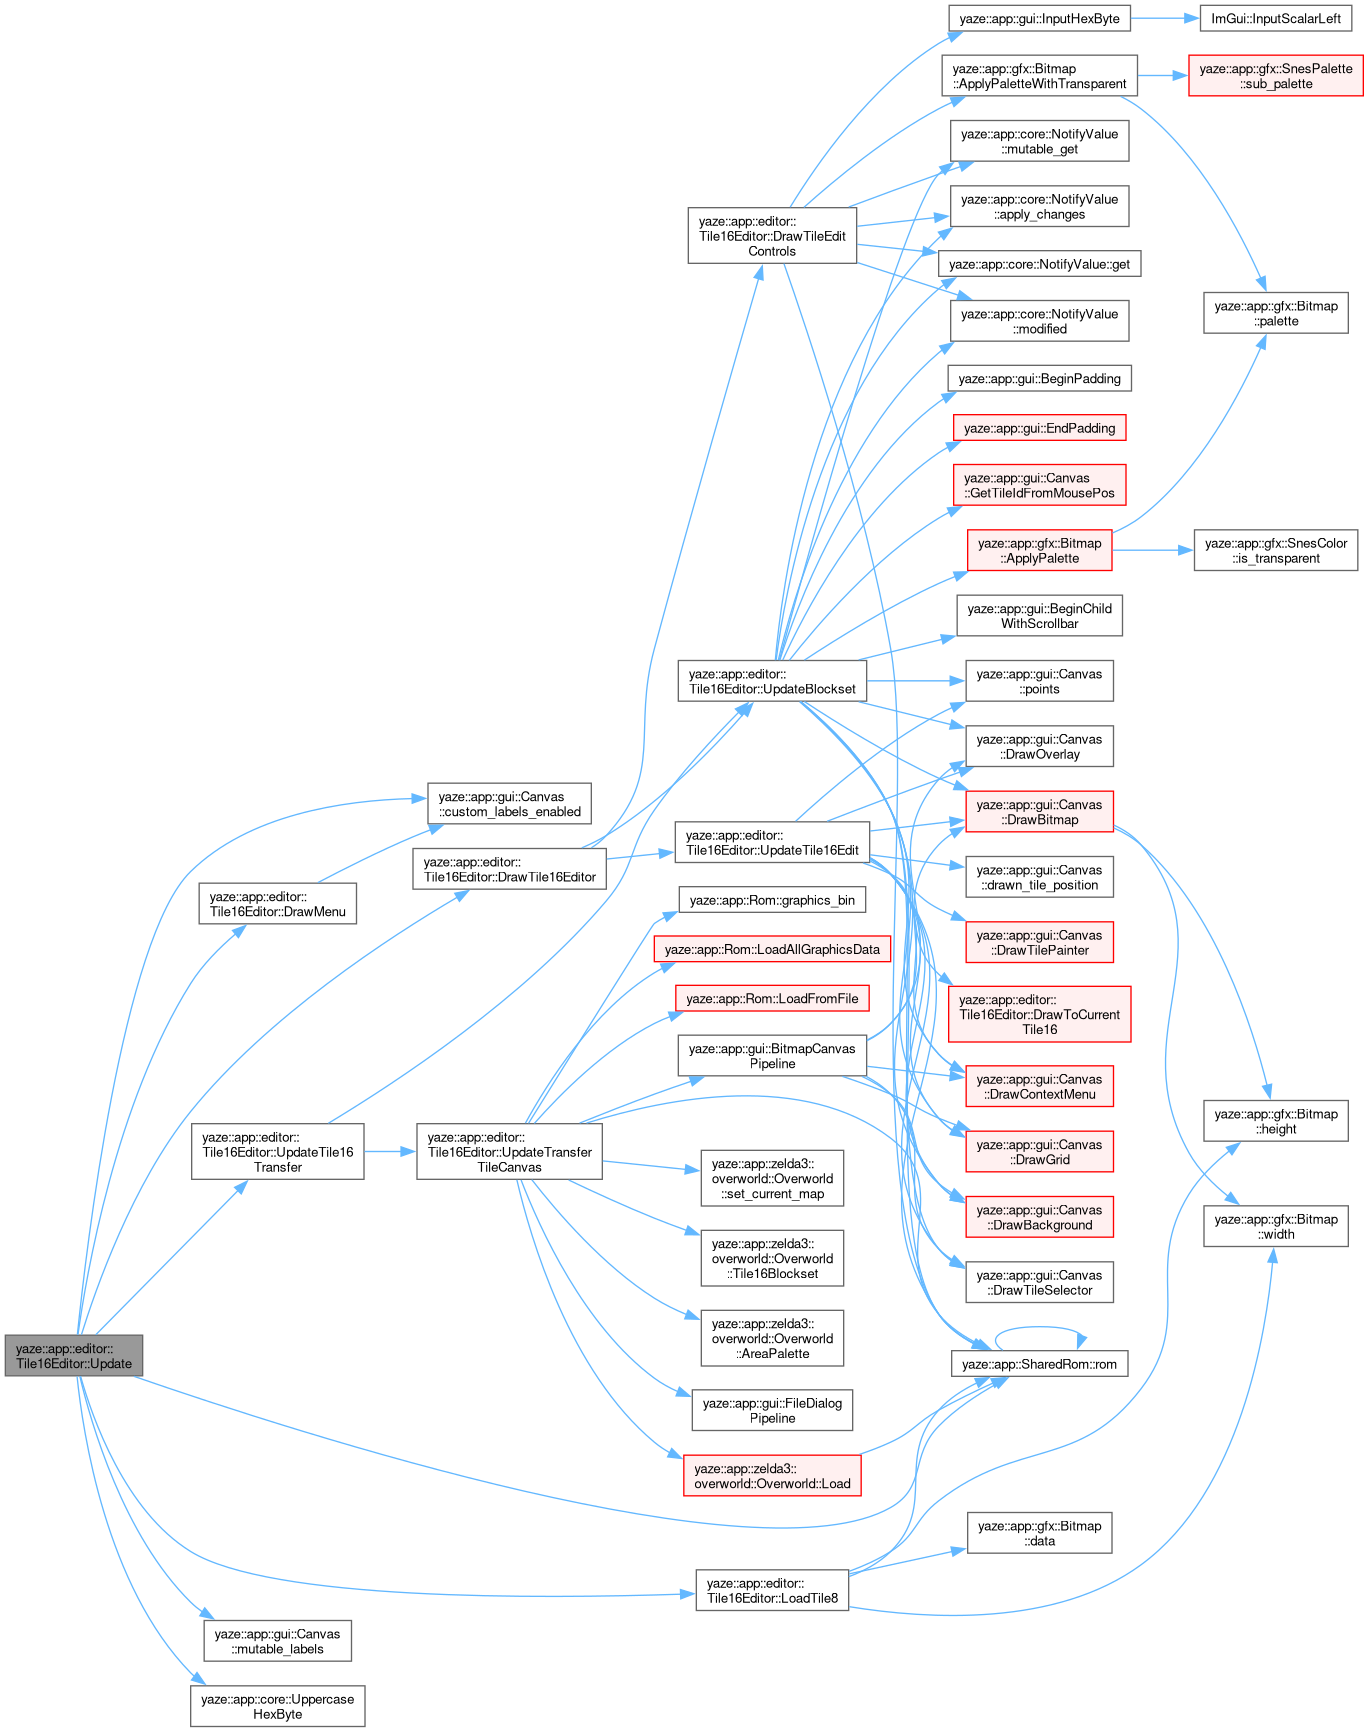 yaze::app::gui::InputHexByte
ImGui::InputScalarLeft
yaze::app::gfx::Bitmap
::ApplyPaletteWithTransparent
yaze::app::gfx::SnesPalette
::sub_palette
yaze::app::core::NotifyValue
::mutable_get
yaze::app::core::NotifyValue
::apply_changes
yaze::app::editor::
Tile16Editor::DrawTileEdit
Controls
yaze::app::core::NotifyValue::get
yaze::app::core::NotifyValue
::modified
yaze::app::gfx::Bitmap
::palette
yaze::app::gui::BeginPadding
yaze::app::gui::EndPadding
yaze::app::gui::Canvas
::GetTileIdFromMousePos
yaze::app::gfx::Bitmap
::ApplyPalette
yaze::app::gfx::SnesColor
::is_transparent
yaze::app::gui::BeginChild
WithScrollbar
yaze::app::editor::
Tile16Editor::UpdateBlockset
yaze::app::gui::Canvas
::points
yaze::app::gui::Canvas
::DrawOverlay
yaze::app::gui::Canvas
::custom_labels_enabled
yaze::app::gui::Canvas
::DrawBitmap
yaze::app::editor::
Tile16Editor::DrawTile16Editor
yaze::app::editor::
Tile16Editor::UpdateTile16Edit
yaze::app::gui::Canvas
::drawn_tile_position
yaze::app::editor::
Tile16Editor::DrawMenu
yaze::app::Rom::graphics_bin
yaze::app::gui::Canvas
::DrawTilePainter
yaze::app::Rom::LoadAllGraphicsData
yaze::app::Rom::LoadFromFile
yaze::app::editor::
Tile16Editor::DrawToCurrent
Tile16
yaze::app::gui::BitmapCanvas
Pipeline
yaze::app::gui::Canvas
::DrawContextMenu
yaze::app::gfx::Bitmap
::height
yaze::app::editor::
Tile16Editor::UpdateTile16
Transfer
yaze::app::editor::
Tile16Editor::UpdateTransfer
TileCanvas
yaze::app::gui::Canvas
::DrawGrid
yaze::app::zelda3::
overworld::Overworld
::set_current_map
yaze::app::gui::Canvas
::DrawBackground
yaze::app::gfx::Bitmap
::width
yaze::app::zelda3::
overworld::Overworld
::Tile16Blockset
yaze::app::gui::Canvas
::DrawTileSelector
yaze::app::zelda3::
overworld::Overworld
::AreaPalette
yaze::app::editor::
Tile16Editor::Update
yaze::app::SharedRom::rom
yaze::app::gui::FileDialog
Pipeline
yaze::app::zelda3::
overworld::Overworld::Load
yaze::app::gfx::Bitmap
::data
yaze::app::editor::
Tile16Editor::LoadTile8
yaze::app::gui::Canvas
::mutable_labels
yaze::app::core::Uppercase
HexByte